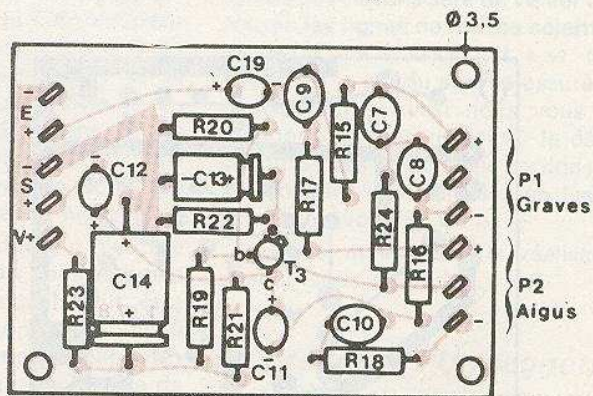 Ø 3,5
C19
+ -
C9
R20
R15
C7
-
E
+
-
S
+
V+
-
C12
+
-C13+
R17
C8
+
-
P1
Graves
R22
R24
R16
+
-
P2
Aigus
b
T3
c
+
C14
+
R23
R19
R21
+
C11
-
C10
R18